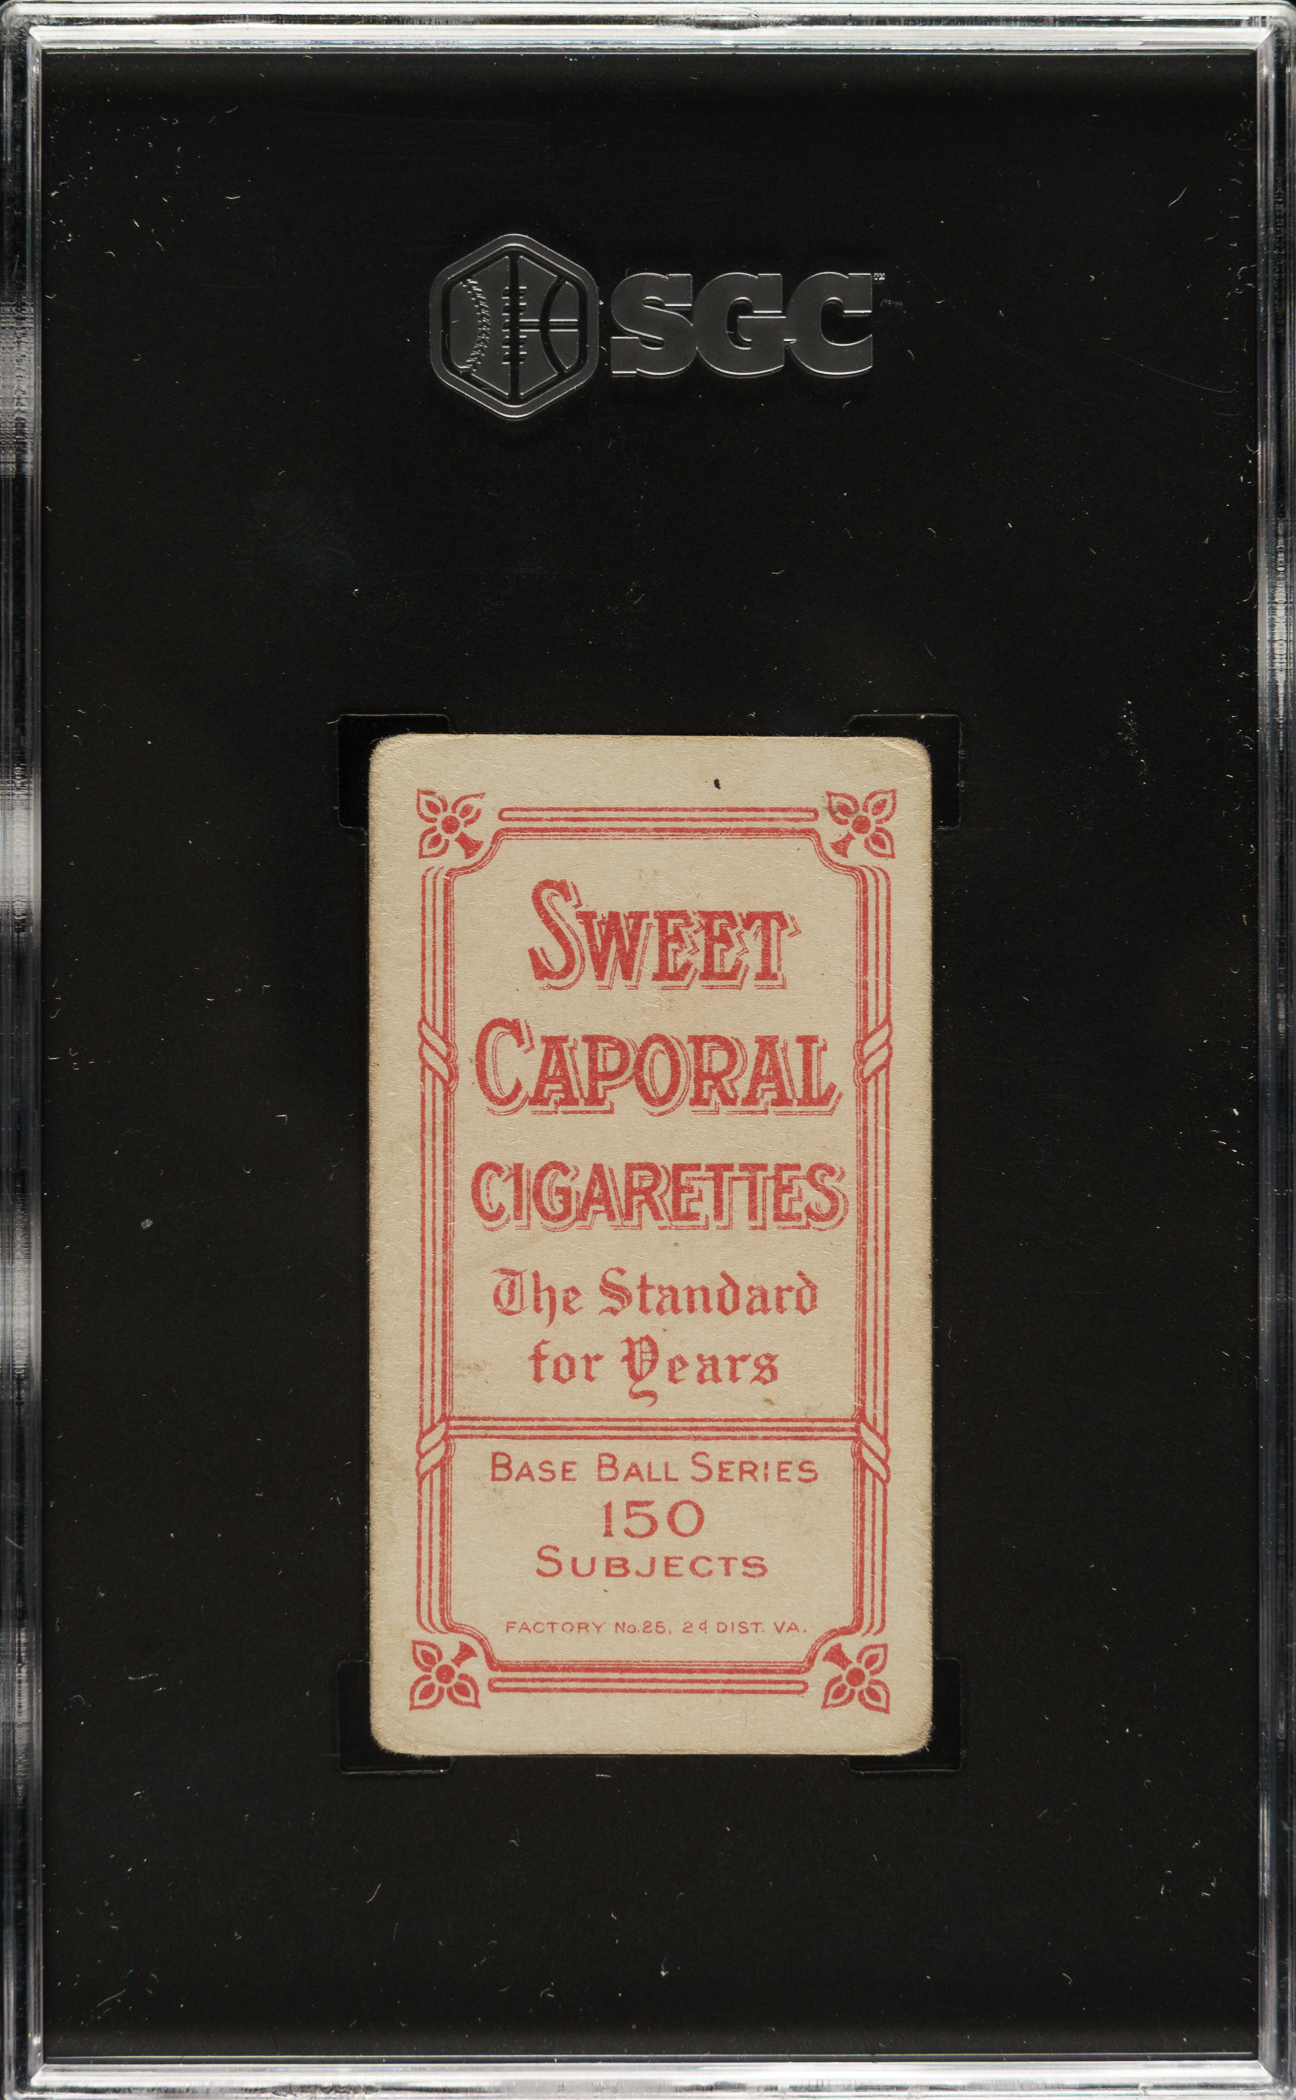 SGC
SWEET
CAPORAL
CIGARETTES
The Standard
for Years
BASE BALL SERIES
150
SUBJECTS
FACTORY No. 25, 2d DIST. VA.